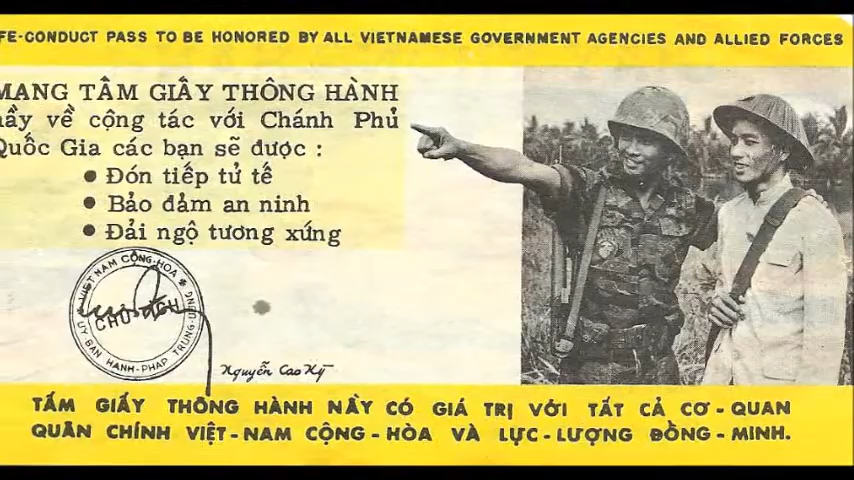 FE-CONDUCT PASS TO BE HONORED BY ALL VIETNAMESE GOVERNMENT AGENCIES AND ALLIED FORCES
MANG TẤM GIẤY THÔNG HÀNH
nầy về cộng tác với Chánh Phủ
Quốc Gia các bạn sẽ được :
● Đón tiếp tử tế
● Bảo đảm an ninh
● Đải ngộ tương xứng
VIỆT NAM CỘNG-HÒA
CHỦ TỊCH
ỦY BAN HÀNH-PHÁP TRUNG-ƯƠNG
Nguyễn Cao Kỳ
TẤM GIẤY THÔNG HÀNH NẦY CÓ GIÁ TRỊ VỚI TẤT CẢ CƠ - QUAN
QUÂN CHÍNH VIỆT - NAM CỘNG - HÒA VÀ LỰC - LƯỢNG ĐỒNG - MINH.